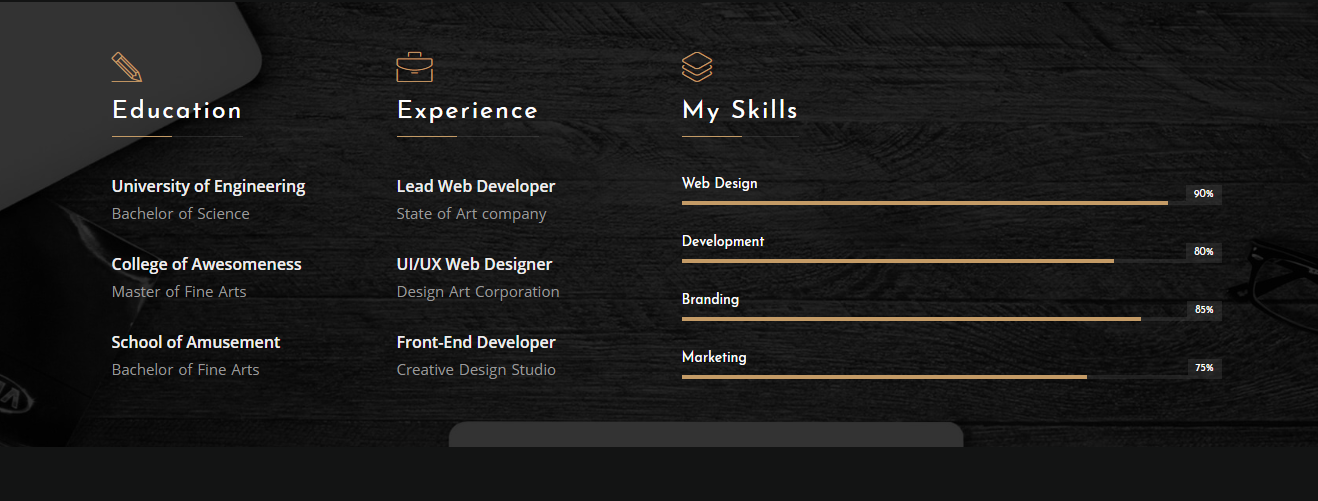 Education
University of Engineering
Bachelor of Science
College of Awesomeness
Master of Fine Arts
School of Amusement
Bachelor of Fine Arts
Experience
Lead Web Developer
State of Art company
UI/UX Web Designer
Design Art Corporation
Front-End Developer
Creative Design Studio
My Skills
Web Design
90%
Development
80%
Branding
85%
Marketing
75%